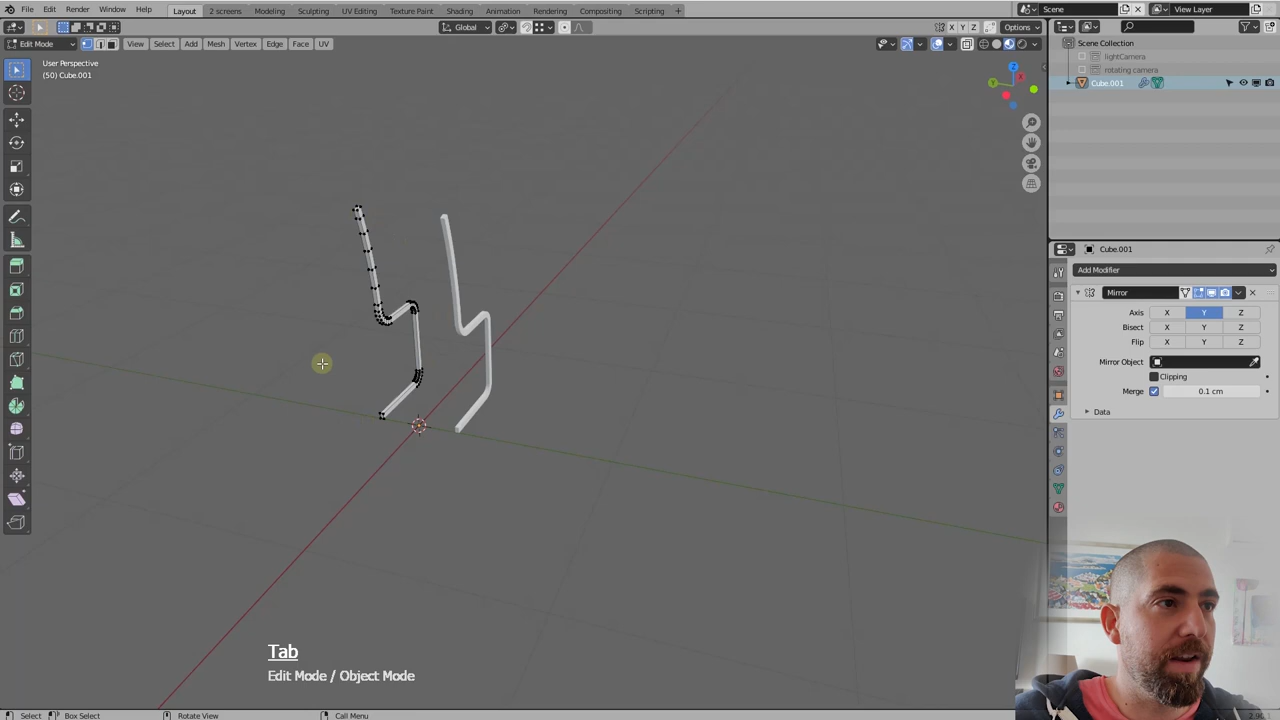 File Edit Render Window Help Layout 2 screens Modeling Sculpting UV Editing Texture Paint Shading Animation Rendering Compositing Scripting + Scene View Layer
Global X Y Z Options
Edit Mode View Select Add Mesh Vertex Edge Face UV
User Perspective
(50) Cube.001
Z
X
Y
Scene Collection
lightCamera
rotating camera
Cube.001
Cube.001
Add Modifier
Mirror
Axis X Y Z
Bisect X Y Z
Flip X Y Z
Mirror Object
Clipping
Merge 0.1 cm
Data
Tab
Edit Mode / Object Mode
Select Box Select Rotate View Call Menu